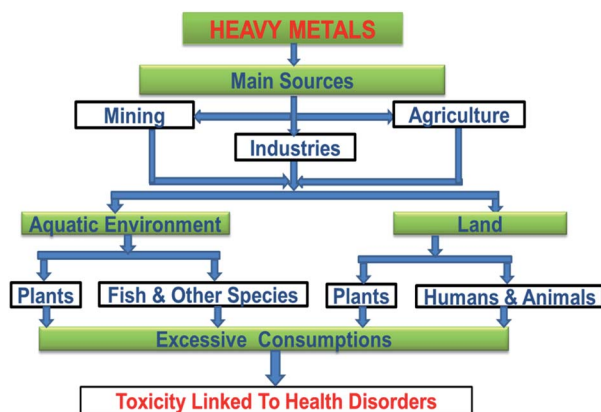 HEAVY METALS
Main Sources
Mining
Agriculture
Industries
Aquatic Environment
Land
Plants
Fish & Other Species
Plants
Humans & Animals
Excessive Consumptions
Toxicity Linked To Health Disorders